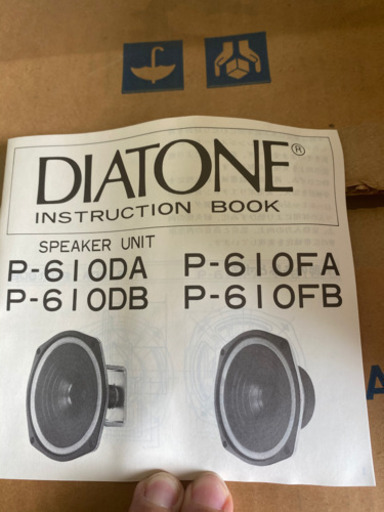 DIATONE®
INSTRUCTION BOOK
SPEAKER UNIT
P-610DA P-610FA
P-610DB P-610FB
A